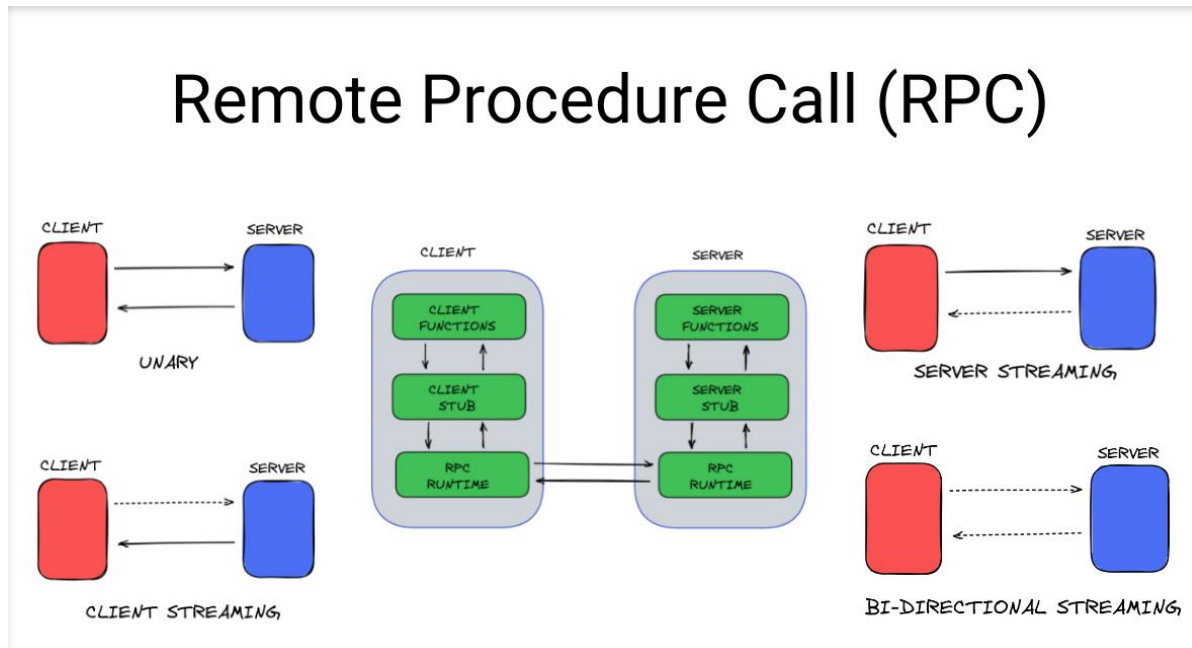 Remote Procedure Call (RPC)
CLIENT
SERVER
UNARY
CLIENT
SERVER
CLIENT STREAMING
CLIENT
CLIENT
FUNCTIONS
CLIENT
STUB
RPC
RUNTIME
SERVER
SERVER
FUNCTIONS
SERVER
STUB
RPC
RUNTIME
CLIENT
SERVER
SERVER STREAMING
CLIENT
SERVER
BI-DIRECTIONAL STREAMING